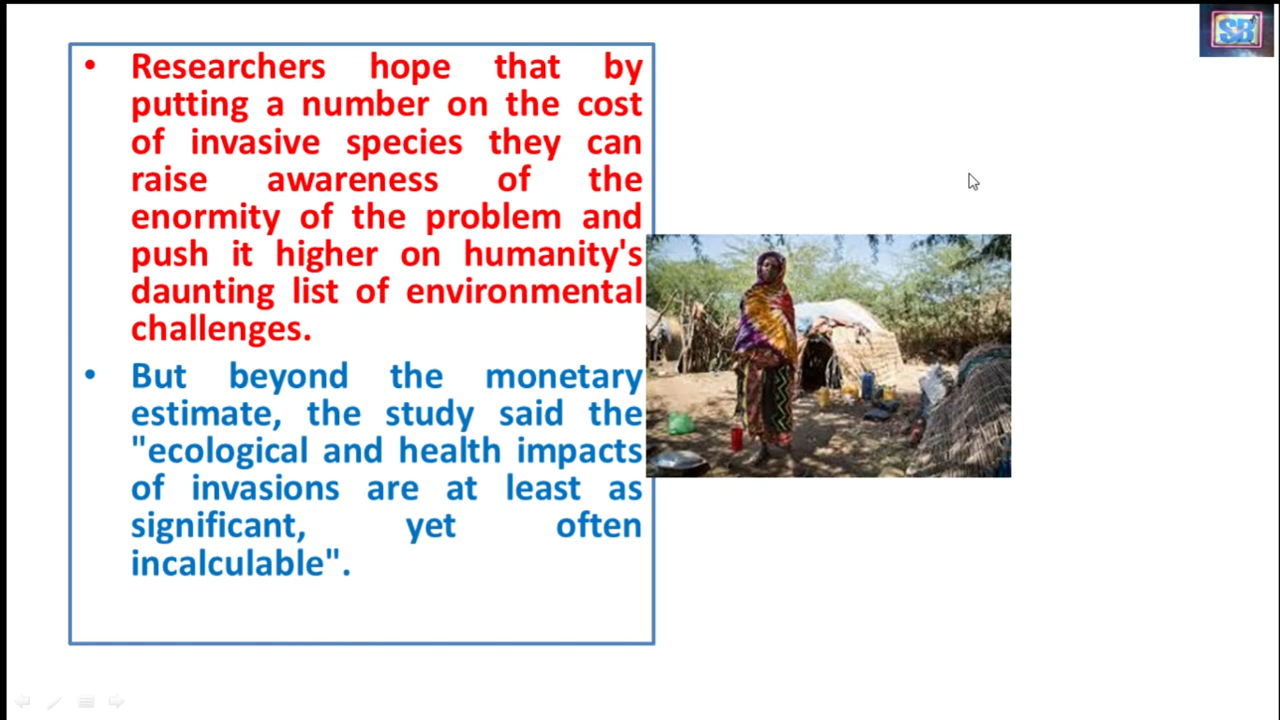 SB
• Researchers hope that by
putting a number on the cost
of invasive species they can
raise awareness of the
enormity of the problem and
push it higher on humanity's
daunting list of environmental
challenges.
• But beyond the monetary
estimate, the study said the
"ecological and health impacts
of invasions are at least as
significant, yet often
incalculable".